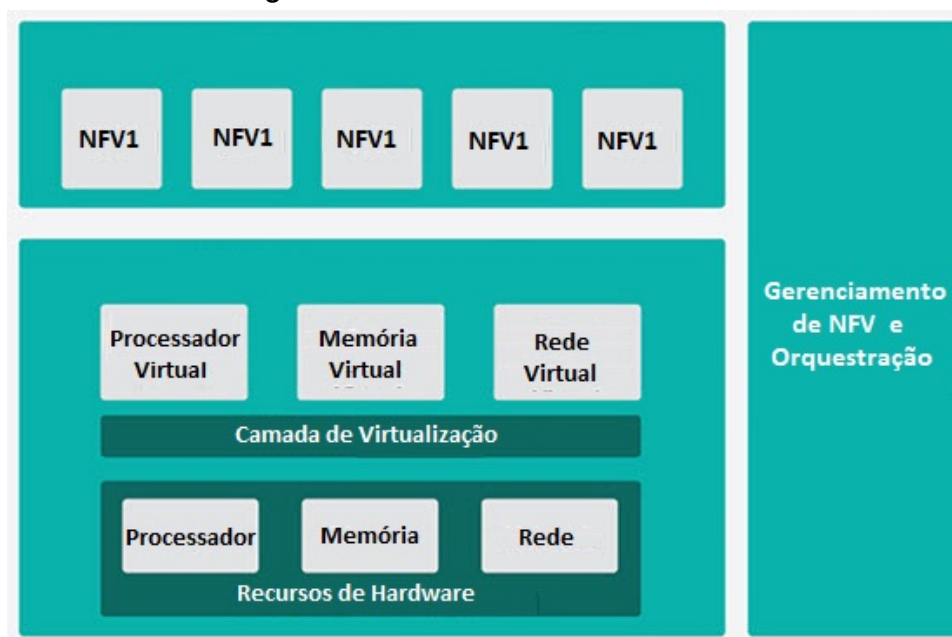 NFV1 NFV1 NFV1 NFV1 NFV1
Processador
Virtual
Memória
Virtual
Rede
Virtual
Camada de Virtualização
Processador Memória Rede
Recursos de Hardware
Gerenciamento
de NFV e
Orquestração